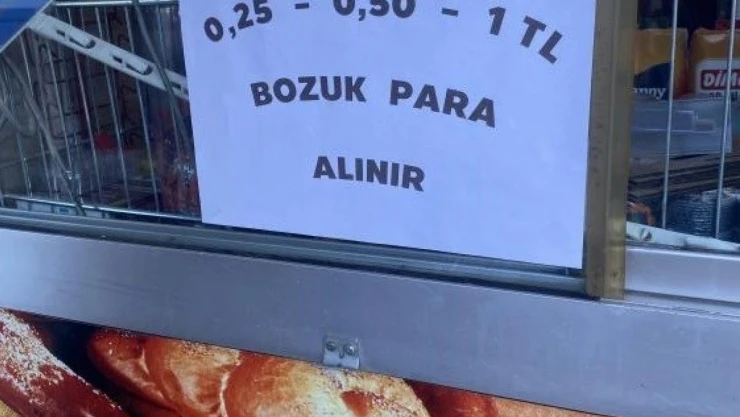 0,25 - 0,50 - 1 TL
BOZUK PARA
ALINIR